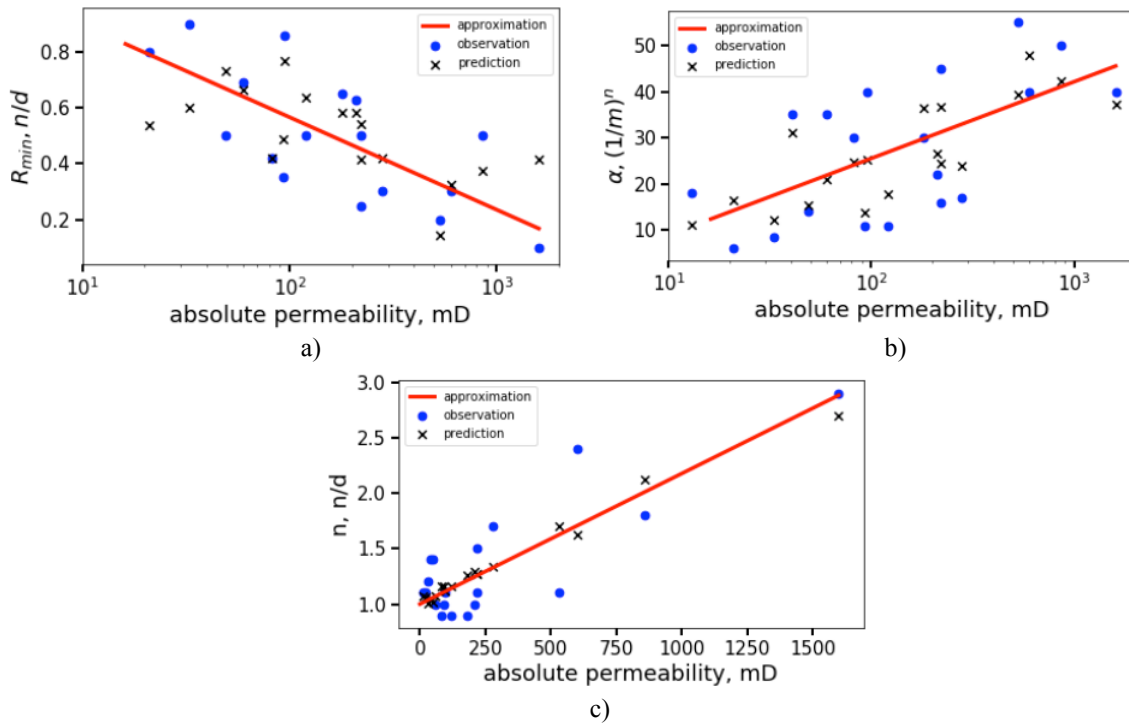 approximation
observation
prediction
0.8
0.6
0.4
0.2
R_{min}, n/d
10^1
10^2
10^3
absolute permeability, mD
a)
approximation
observation
prediction
50
40
30
20
10
α, (1/m)^n
10^1
10^2
10^3
absolute permeability, mD
b)
approximation
observation
prediction
3.0
2.5
2.0
1.5
1.0
n, n/d
0
250
500
750
1000
1250
1500
absolute permeability, mD
c)